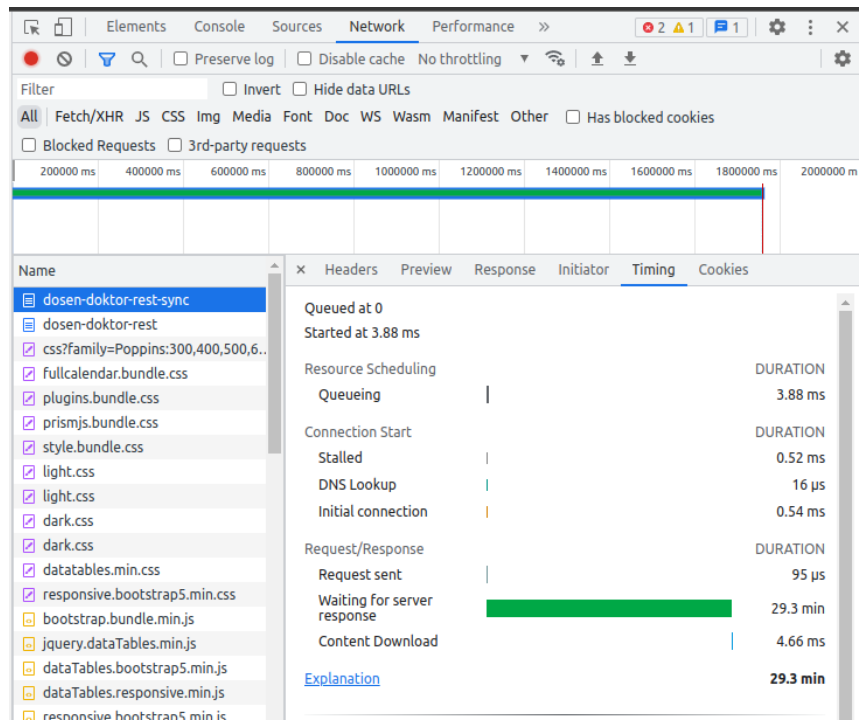 Elements Console Sources Network Performance » 2 1 1
Preserve log Disable cache No throttling
Filter Invert Hide data URLs
All Fetch/XHR JS CSS Img Media Font Doc WS Wasm Manifest Other Has blocked cookies
Blocked Requests 3rd-party requests
200000 ms 400000 ms 600000 ms 800000 ms 1000000 ms 1200000 ms 1400000 ms 1600000 ms 1800000 ms 2000000 m
Name
dosen-doktor-rest-sync
dosen-doktor-rest
css?family=Poppins:300,400,500,6..
fullcalendar.bundle.css
plugins.bundle.css
prismjs.bundle.css
style.bundle.css
light.css
light.css
dark.css
dark.css
datatables.min.css
responsive.bootstrap5.min.css
bootstrap.bundle.min.js
jquery.dataTables.min.js
dataTables.bootstrap5.min.js
dataTables.responsive.min.js
responsive.bootstrap5.min.js
× Headers Preview Response Initiator Timing Cookies
Queued at 0
Started at 3.88 ms
Resource Scheduling DURATION
Queueing 3.88 ms
Connection Start DURATION
Stalled 0.52 ms
DNS Lookup 16 μs
Initial connection 0.54 ms
Request/Response DURATION
Request sent 95 μs
Waiting for server
response 29.3 min
Content Download 4.66 ms
Explanation 29.3 min